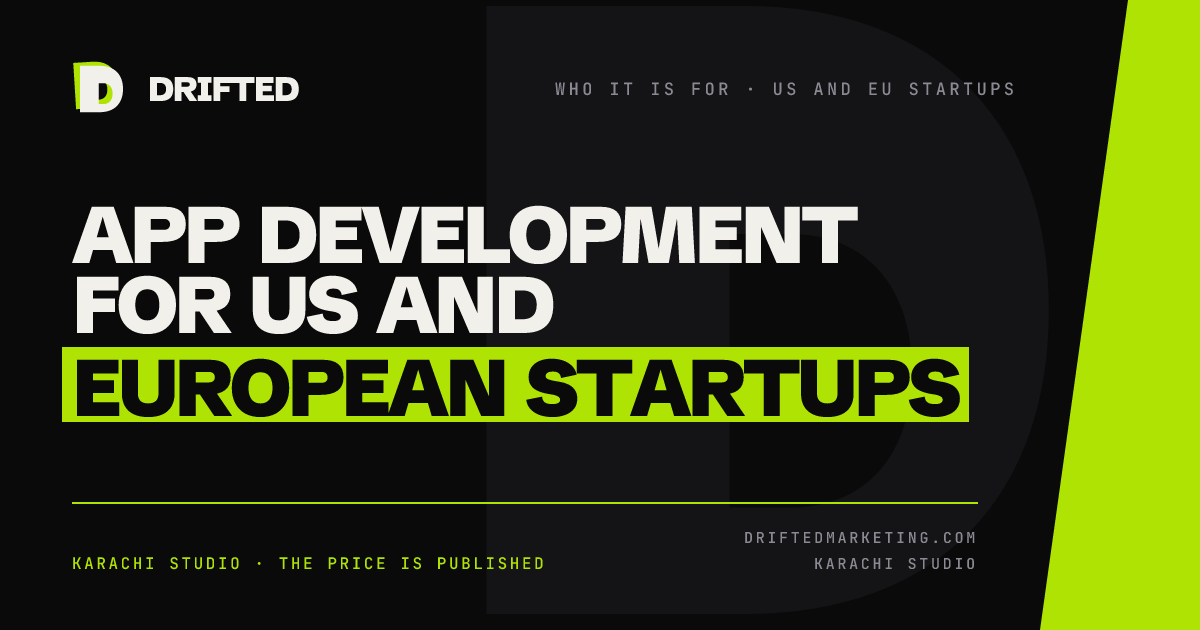 DRIFTED
WHO IT IS FOR · US AND EU STARTUPS
APP DEVELOPMENT
FOR US AND
EUROPEAN STARTUPS
DRIFTEDMARKETING.COM
KARACHI STUDIO · THE PRICE IS PUBLISHED
KARACHI STUDIO